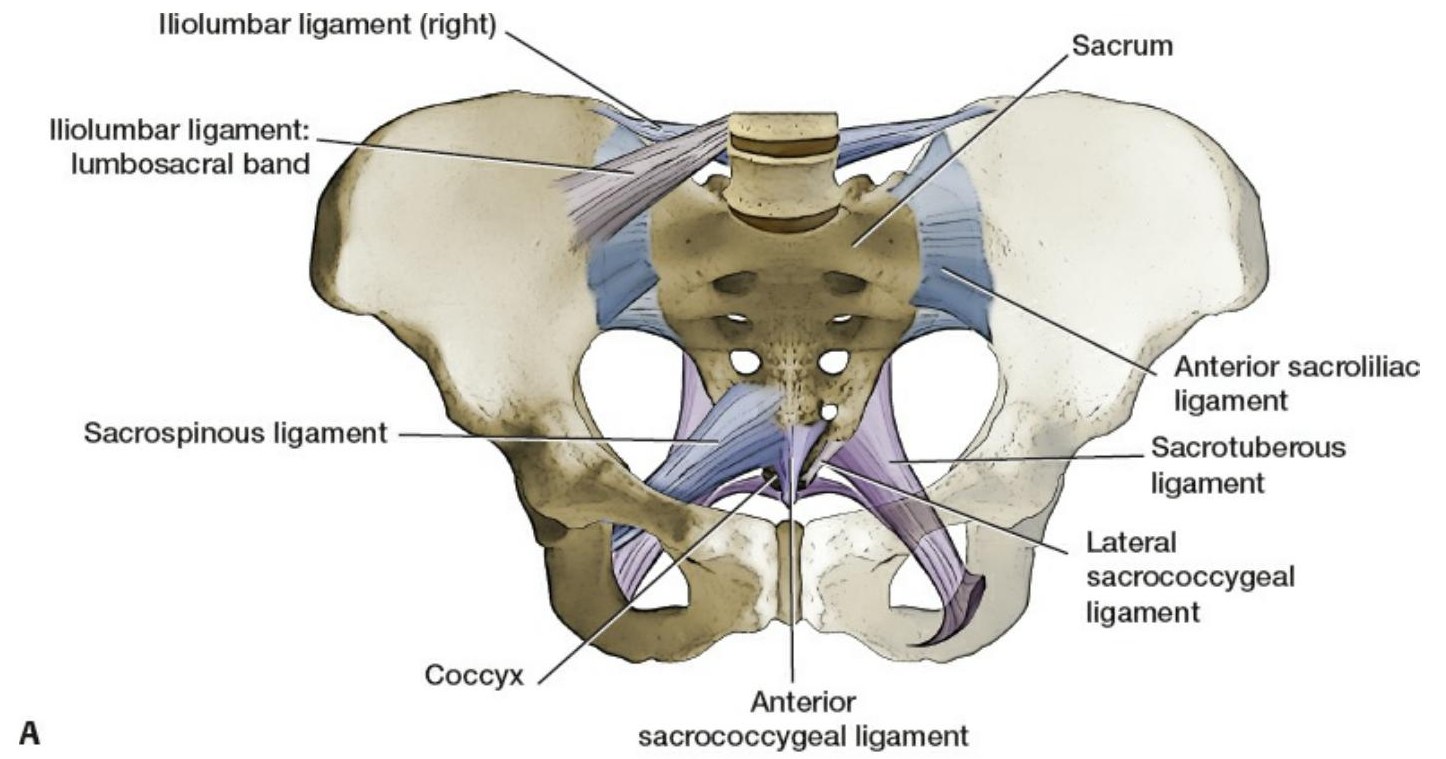 Iliolumbar ligament (right)
Sacrum
Iliolumbar ligament:
lumbosacral band
Anterior sacroliliac
ligament
Sacrospinous ligament
Sacrotuberous
ligament
Lateral
sacrococcygeal
ligament
Coccyx
Anterior
sacrococcygeal ligament
A